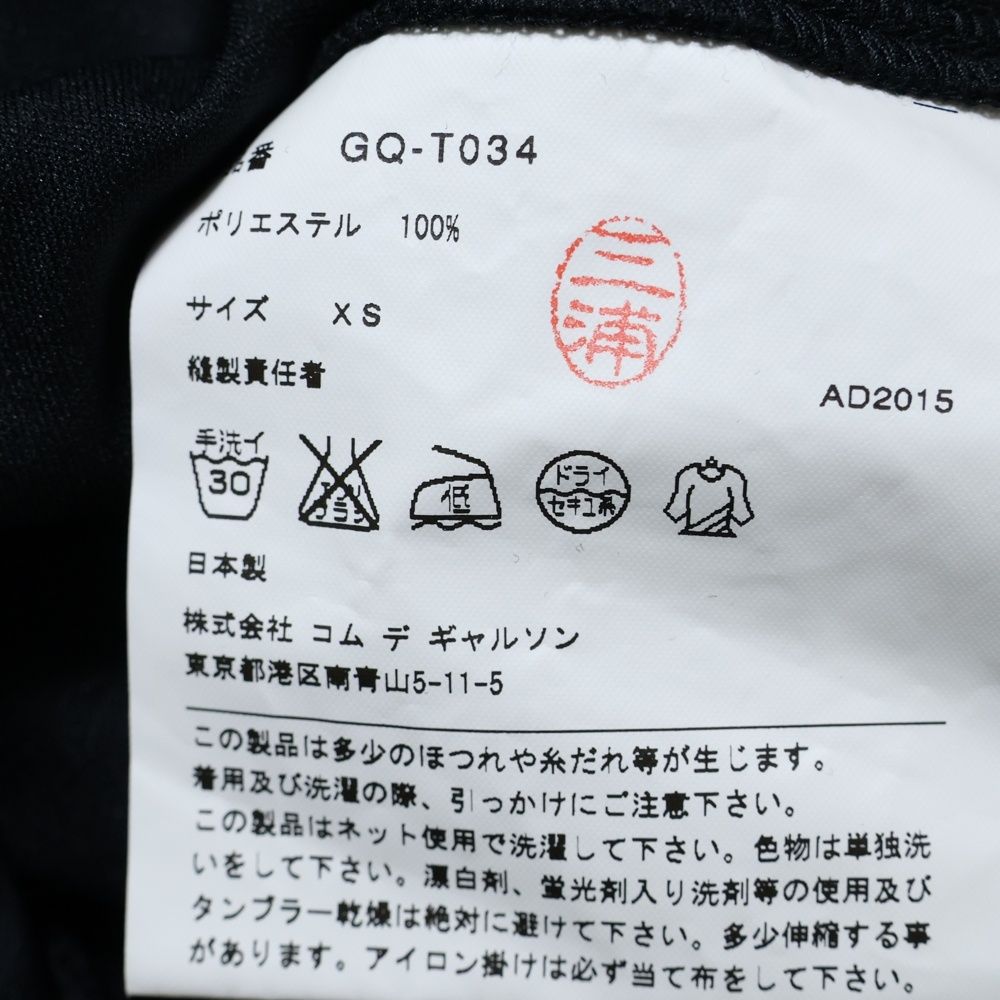 品番 GQ-T034
ポリエステル 100%
サイズ XS
三浦
縫製責任者
AD2015
手洗イ
30
エンソ
サラシ
低
ドライ
セキユ系
日本製
株式会社 コム デ ギャルソン
東京都港区南青山5-11-5
この製品は多少のほつれや糸だれ等が生じます。
着用及び洗濯の際、引っかけにご注意下さい。
この製品はネット使用で洗濯して下さい。色物は単独洗
いをして下さい。漂白剤、蛍光剤入り洗剤等の使用及び
タンブラー乾燥は絶対に避けて下さい。多少伸縮する事
があります。アイロン掛けは必ず当て布をして下さい。